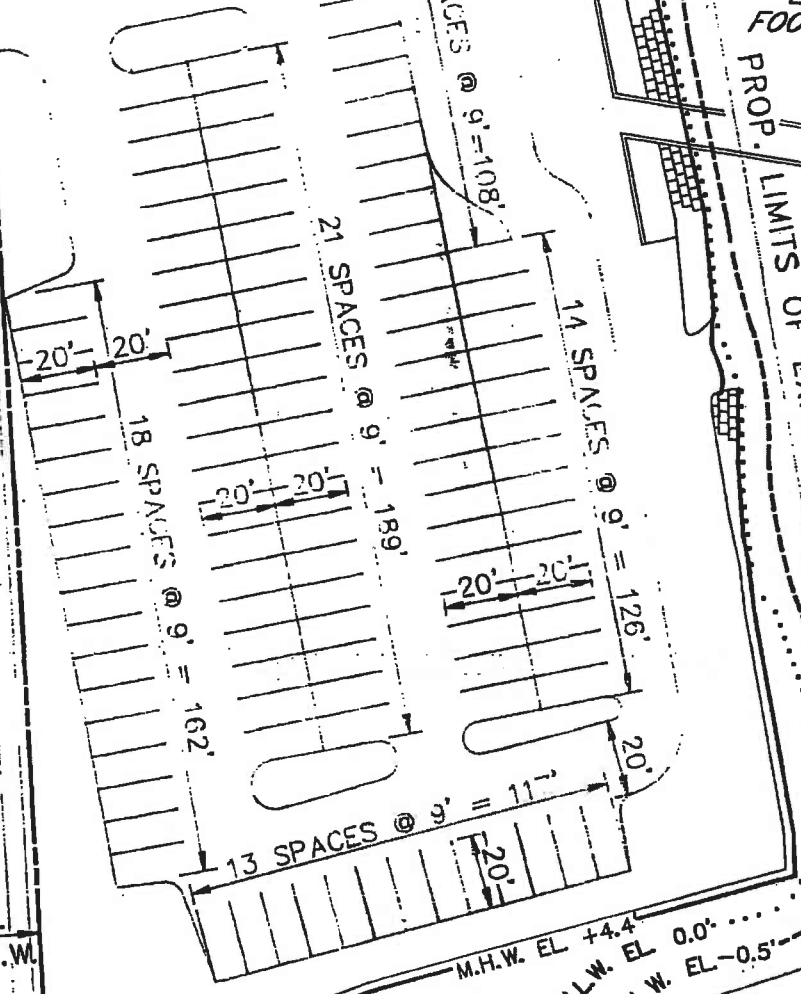 FOO
PROP. LIMITS OF
ACES @ 9'=108'
21 SPACES @ 9' = 189'
14 SPACES @ 9' = 126'
18 SPACES @ 9' = 162'
20'
20'
20'
20'
20'
20'
20'
13 SPACES @ 9' = 117'
20'
M.H.W. EL. +4.4'
.L.W. EL. 0.0'
W. EL.-0.5'
.W.